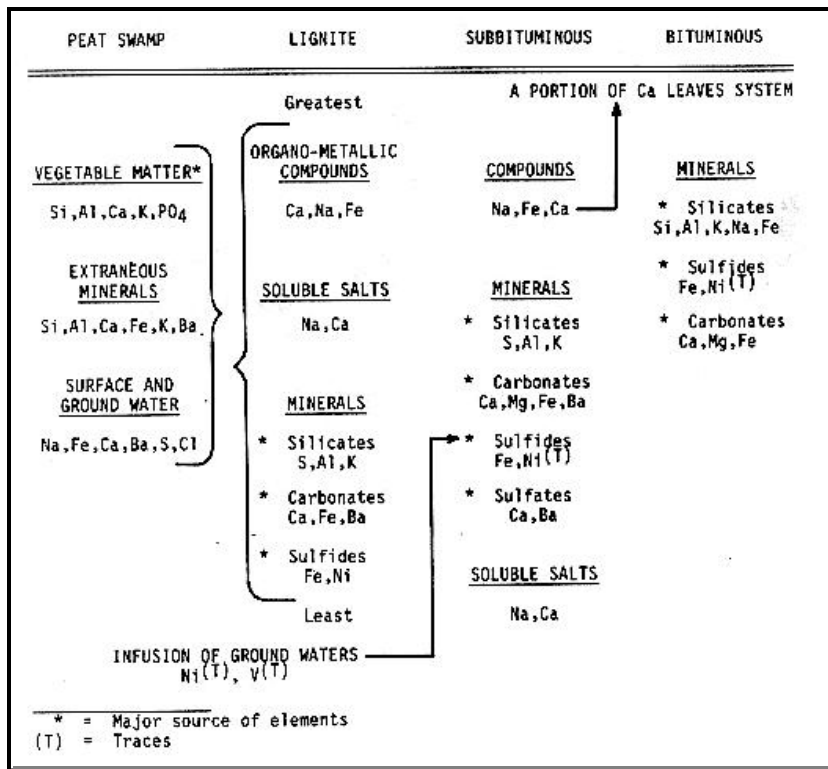 PEAT SWAMP
LIGNITE
SUBBITUMINOUS
BITUMINOUS
VEGETABLE MATTER*
Si,Al,Ca,K,PO4
EXTRANEOUS
MINERALS
Si,Al,Ca,Fe,K,Ba
SURFACE AND
GROUND WATER
Na,Fe,Ca,Ba,S,Cl
Greatest
ORGANO-METALLIC
COMPOUNDS
Ca,Na,Fe
SOLUBLE SALTS
Na,Ca
MINERALS
* Silicates
S,Al,K
* Carbonates
Ca,Fe,Ba
* Sulfides
Fe,Ni
Least
INFUSION OF GROUND WATERS
Ni(T), V(T)
A PORTION OF Ca LEAVES SYSTEM
COMPOUNDS
Na,Fe,Ca
MINERALS
* Silicates
S,Al,K
* Carbonates
Ca,Mg,Fe,Ba
* Sulfides
Fe,Ni(T)
* Sulfates
Ca,Ba
SOLUBLE SALTS
Na,Ca
MINERALS
* Silicates
Si,Al,K,Na,Fe
* Sulfides
Fe,Ni(T)
* Carbonates
Ca,Mg,Fe
* = Major source of elements
(T) = Traces